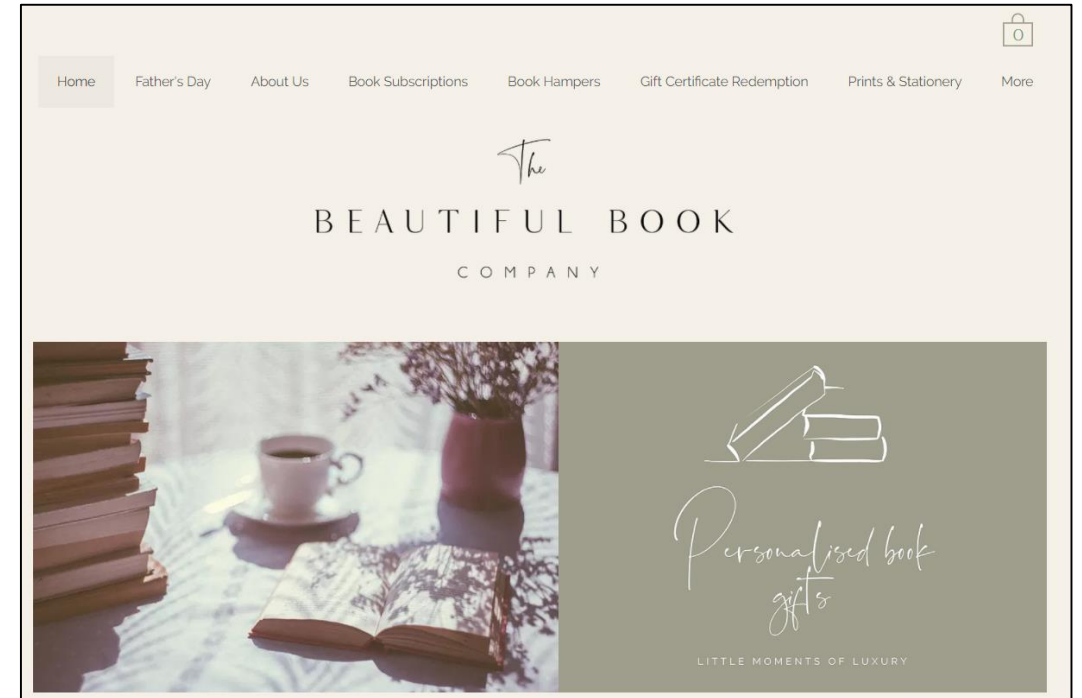 0
Home Father's Day About Us Book Subscriptions Book Hampers Gift Certificate Redemption Prints & Stationery More
The
BEAUTIFUL BOOK
COMPANY
Personalised book
gifts
LITTLE MOMENTS OF LUXURY